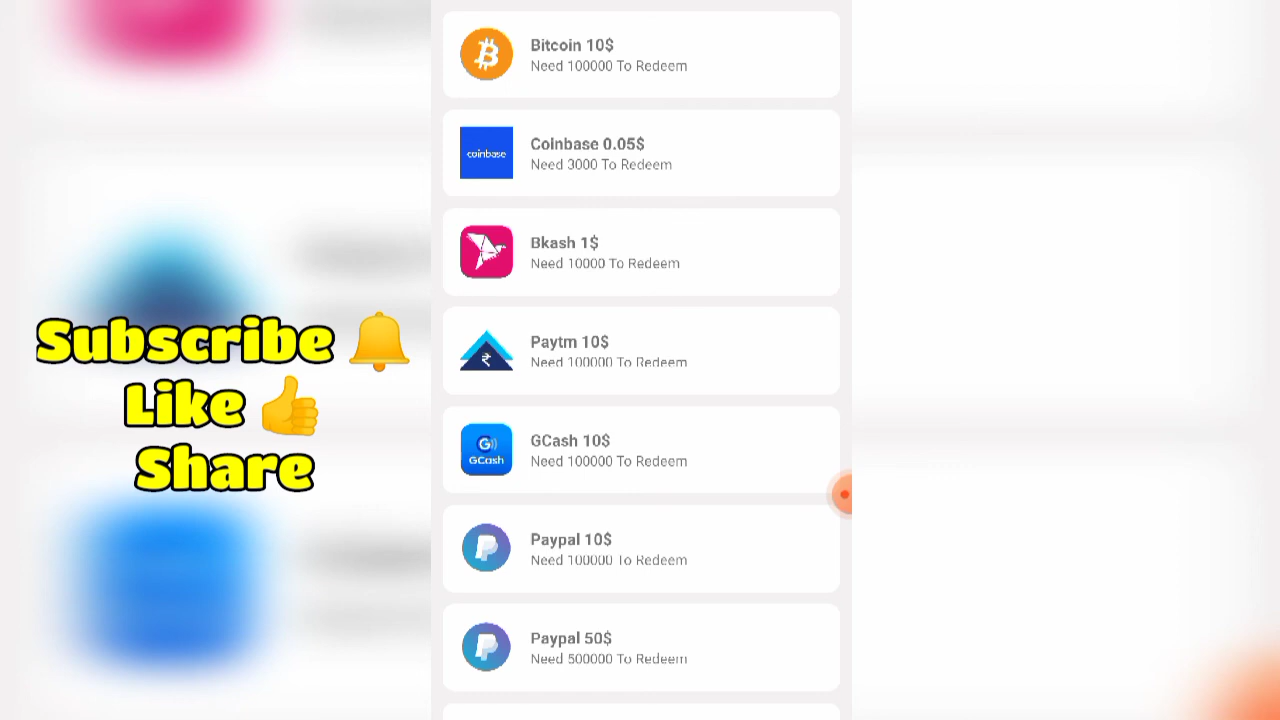 Bitcoin 10$
Need 100000 To Redeem
coinbase
Coinbase 0.05$
Need 3000 To Redeem
Bkash 1$
Need 10000 To Redeem
Paytm 10$
Need 100000 To Redeem
GCash
GCash 10$
Need 100000 To Redeem
Paypal 10$
Need 100000 To Redeem
Paypal 50$
Need 500000 To Redeem
Subscribe 🔔
Like 👍
Share